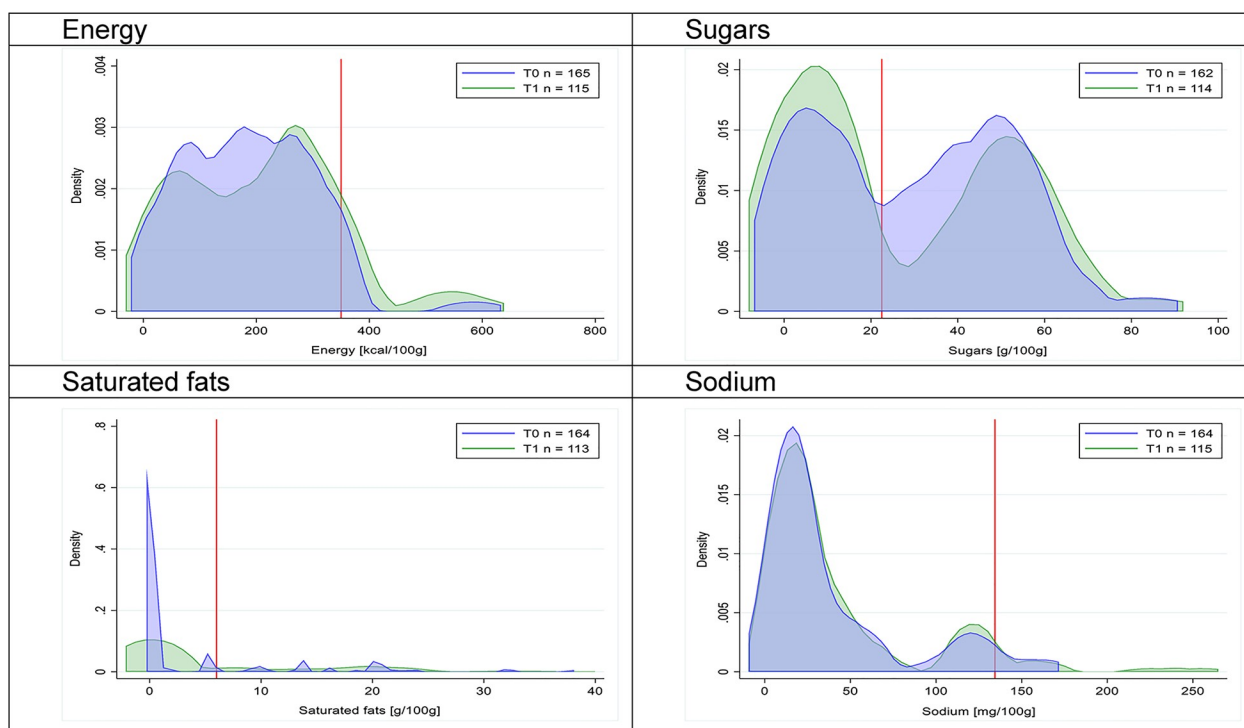 Energy
.004
.003
.002
.001
0
Density
0 200 400 600 800
Energy [kcal/100g]
T0 n = 165
T1 n = 115
Sugars
.02
.015
.01
.005
0
Density
0 20 40 60 80 100
Sugars [g/100g]
T0 n = 162
T1 n = 114
Saturated fats
.8
.6
.4
.2
0
Density
0 10 20 30 40
Saturated fats [g/100g]
T0 n = 164
T1 n = 113
Sodium
.02
.015
.01
.005
0
Density
0 50 100 150 200 250
Sodium [mg/100g]
T0 n = 164
T1 n = 115